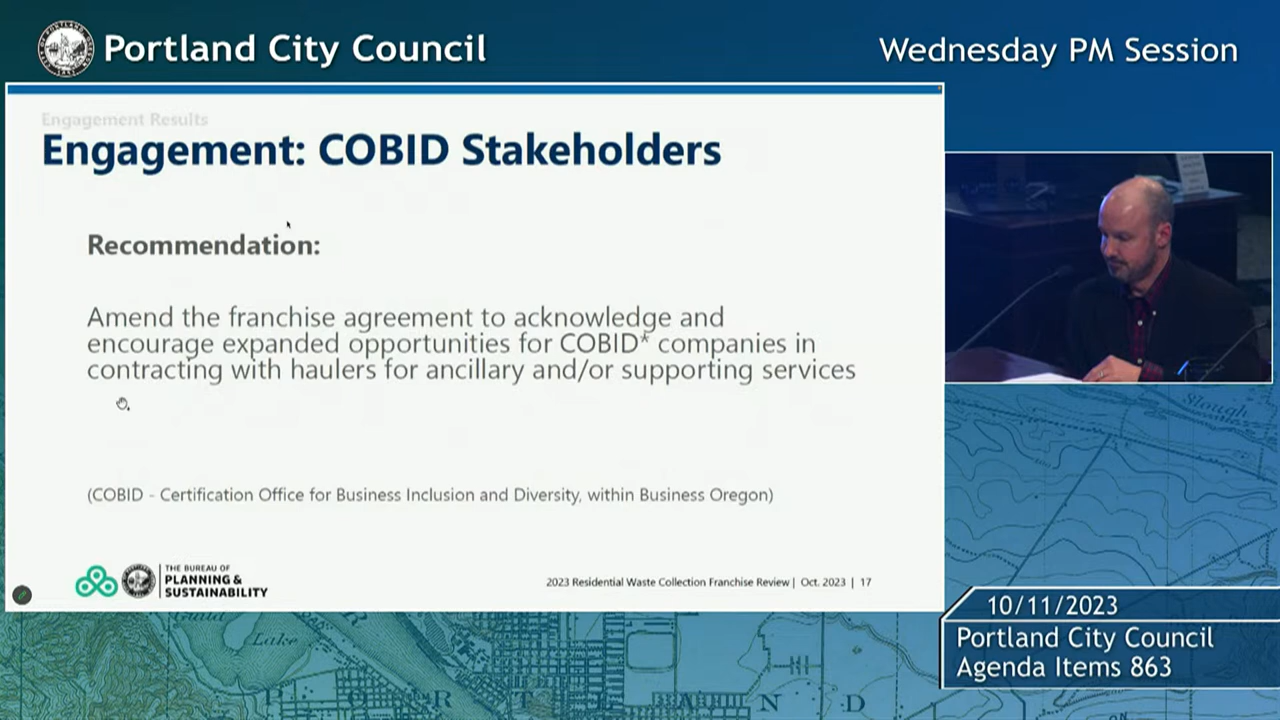 Portland City Council
Wednesday PM Session
Engagement Results
Engagement: COBID Stakeholders
Recommendation:
Amend the franchise agreement to acknowledge and
encourage expanded opportunities for COBID* companies in
contracting with haulers for ancillary and/or supporting services
(COBID - Certification Office for Business Inclusion and Diversity, within Business Oregon)
THE BUREAU OF
PLANNING &
SUSTAINABILITY
2023 Residential Waste Collection Franchise Review | Oct. 2023 | 17
Slough
10/11/2023
Portland City Council
Agenda Items 863
Guild
Lake
R T A N D